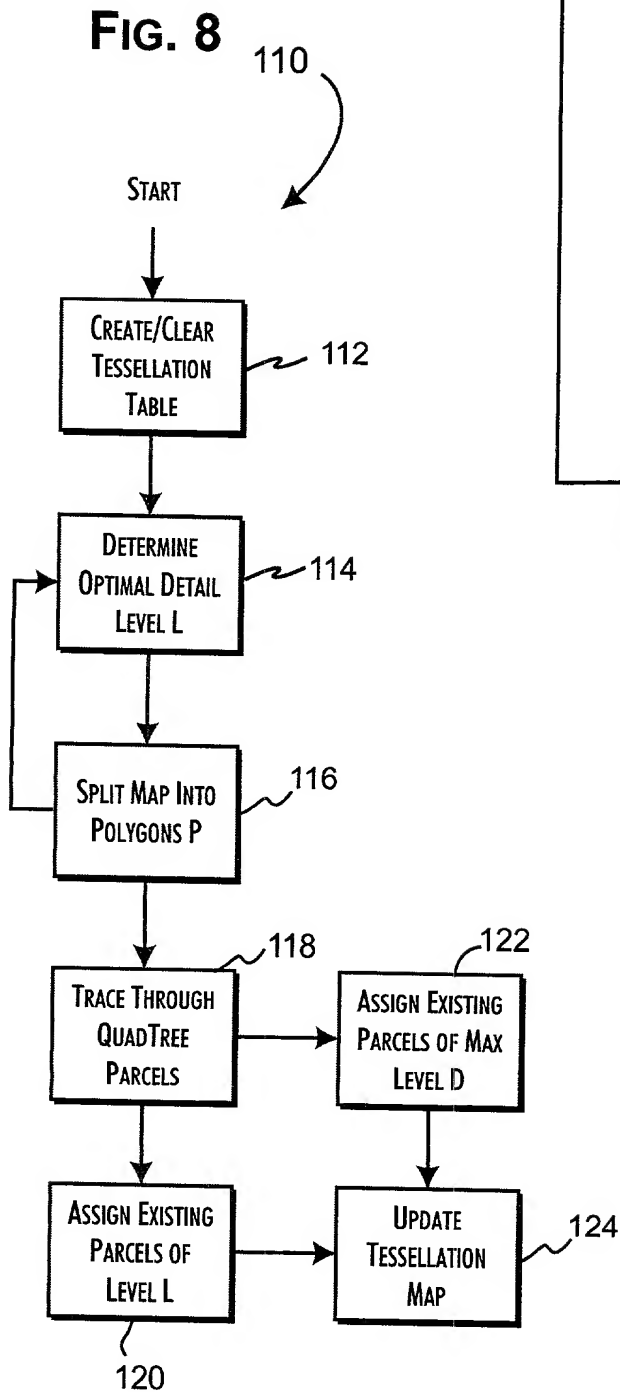 FIG. 8
110
START
CREATE/CLEAR
TESSELLATION
TABLE
112
DETERMINE
OPTIMAL DETAIL
LEVEL L
114
SPLIT MAP INTO
POLYGONS P
116
118
TRACE THROUGH
QUADTREE
PARCELS
122
ASSIGN EXISTING
PARCELS OF MAX
LEVEL D
ASSIGN EXISTING
PARCELS OF
LEVEL L
120
UPDATE
TESSELLATION
MAP
124